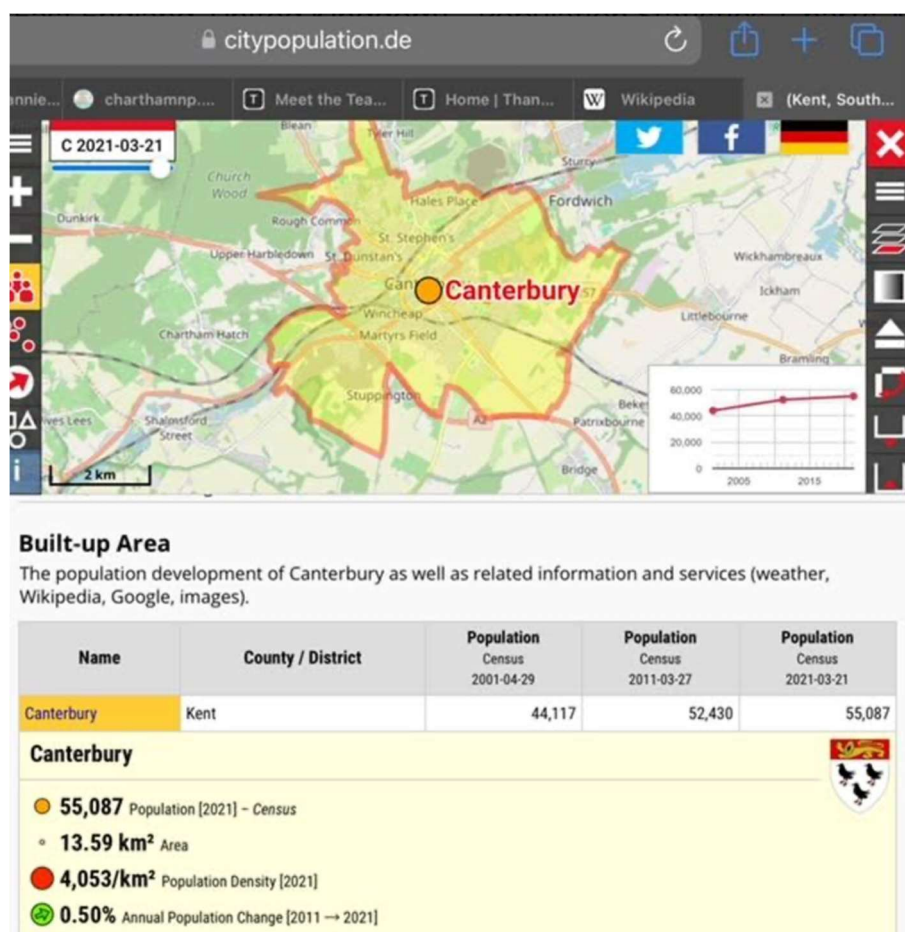 citypopulation.de
nnie...
charthamnp....
Meet the Tea...
Home | Than...
Wikipedia
(Kent, South...
C 2021-03-21
Blean
Tyler Hill
Sturry
Church
Wood
Hales Place
Fordwich
Dunkirk
Rough Common
St. Stephen's
Upper Harbledown
St. Dunstan's
Wickhambreaux
Canterbury
Ickham
Wincheap
Littlebourne
Chartham Hatch
Martyrs Field
Bramling
Stuppington
A2
Patrixbourne
Shalmsford
Street
Bridge
2 km
60,000
40,000
20,000
0
2005
2015
Built-up Area
The population development of Canterbury as well as related information and services (weather,
Wikipedia, Google, images).
Name
County / District
Population
Census
2001-04-29
Population
Census
2011-03-27
Population
Census
2021-03-21
Canterbury Kent 44,117 52,430 55,087
Canterbury
55,087 Population [2021] – Census
13.59 km² Area
4,053/km² Population Density [2021]
0.50% Annual Population Change [2011 → 2021]